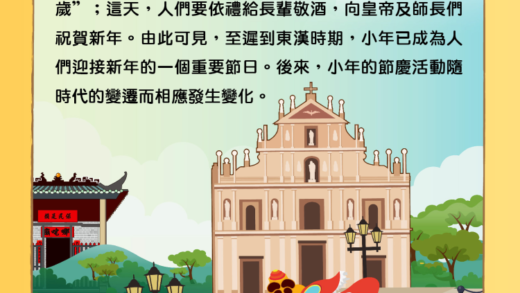 歲”；這天，人們要依禮給長輩敬酒，向皇帝及師長們
祝賀新年。由此可見，至遲到東漢時期，小年已成為人
們迎接新年的一個重要節日。後來，小年的節慶活動隨
時代的變遷而相應發生變化。